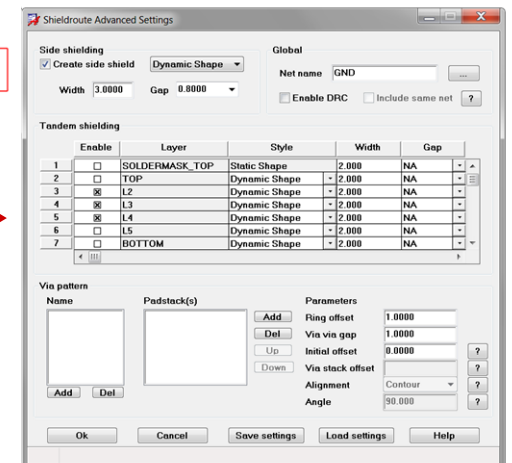 Shieldroute Advanced Settings
Side shielding
Create side shield Dynamic Shape
Width 3.0000 Gap 0.8000
Global
Net name GND ...
Enable DRC Include same net ?
Tandem shielding
Enable Layer Style Width Gap
1 SOLDERMASK_TOP Static Shape 2.000 NA
2 TOP Dynamic Shape 2.000 NA
3 L2 Dynamic Shape 2.000 NA
4 L3 Dynamic Shape 2.000 NA
5 L4 Dynamic Shape 2.000 NA
6 L5 Dynamic Shape 2.000 NA
7 BOTTOM Dynamic Shape 2.000 NA
Via pattern
Name Padstack(s)
Add
Del
Up
Down
Add Del
Parameters
Ring offset 1.0000
Via via gap 1.0000
Initial offset 0.0000 ?
Via stack offset ?
Alignment Contour ?
Angle 90.000 ?
Ok Cancel Save settings Load settings Help